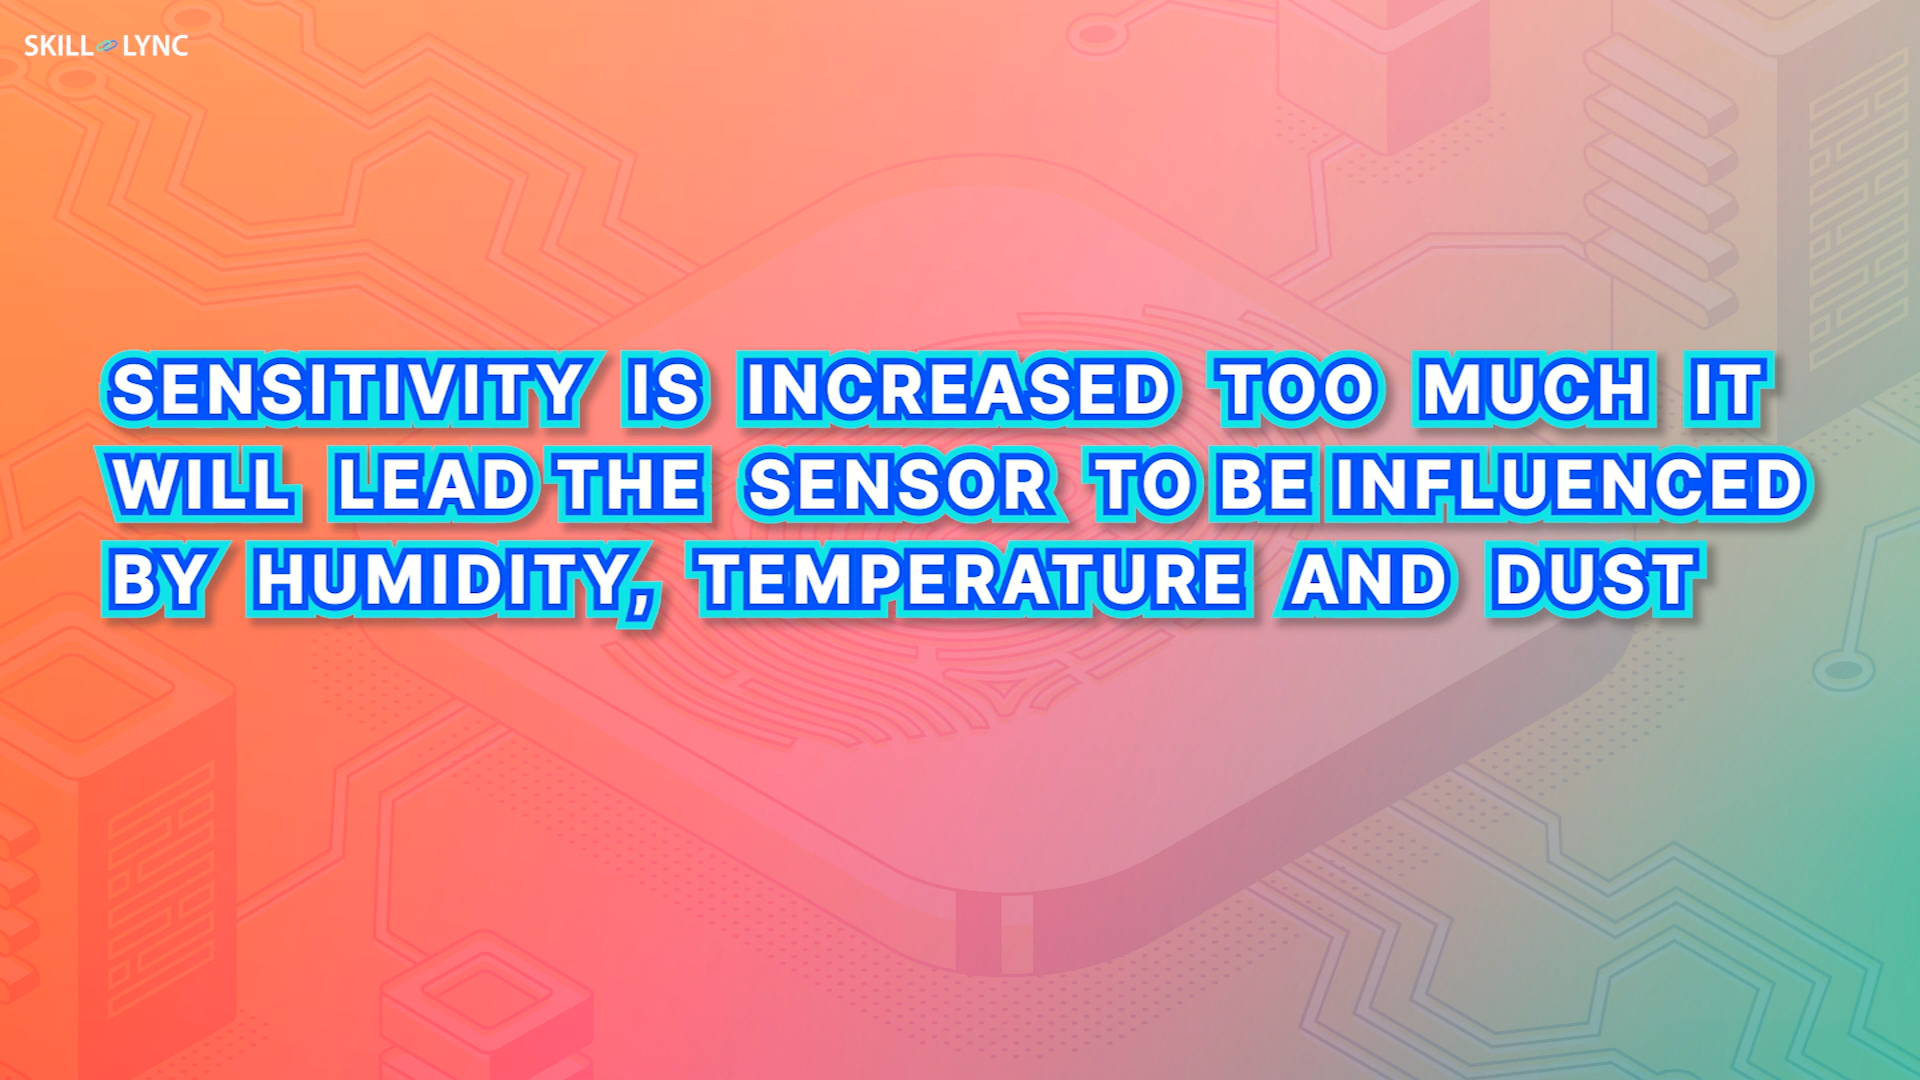 SKILL LYNC
SENSITIVITY IS INCREASED TOO MUCH IT
WILL LEAD THE SENSOR TO BE INFLUENCED
BY HUMIDITY, TEMPERATURE AND DUST